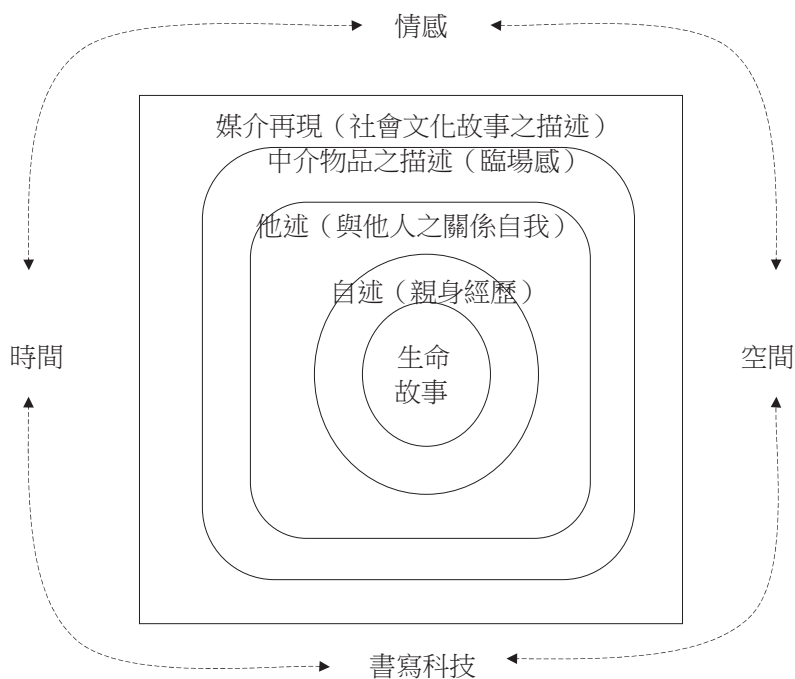 情感
媒介再現（社會文化故事之描述）
中介物品之描述（臨場感）
他述（與他人之關係自我）
自述（親身經歷）
生命
故事
時間
空間
書寫科技